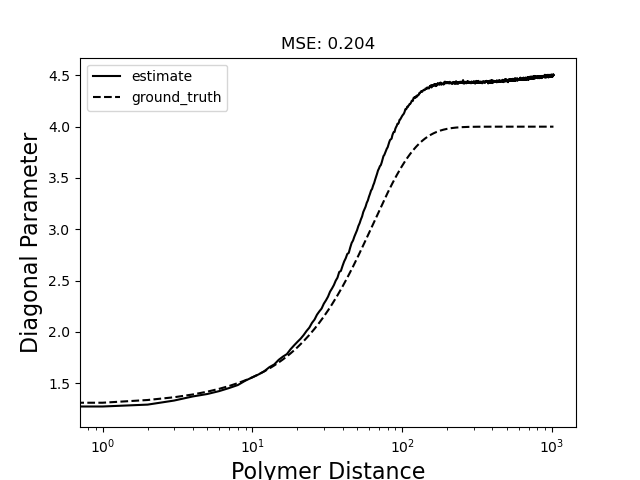 MSE: 0.204
estimate
ground_truth
Diagonal Parameter
4.5
4.0
3.5
3.0
2.5
2.0
1.5
10⁰ 10¹ 10² 10³
Polymer Distance